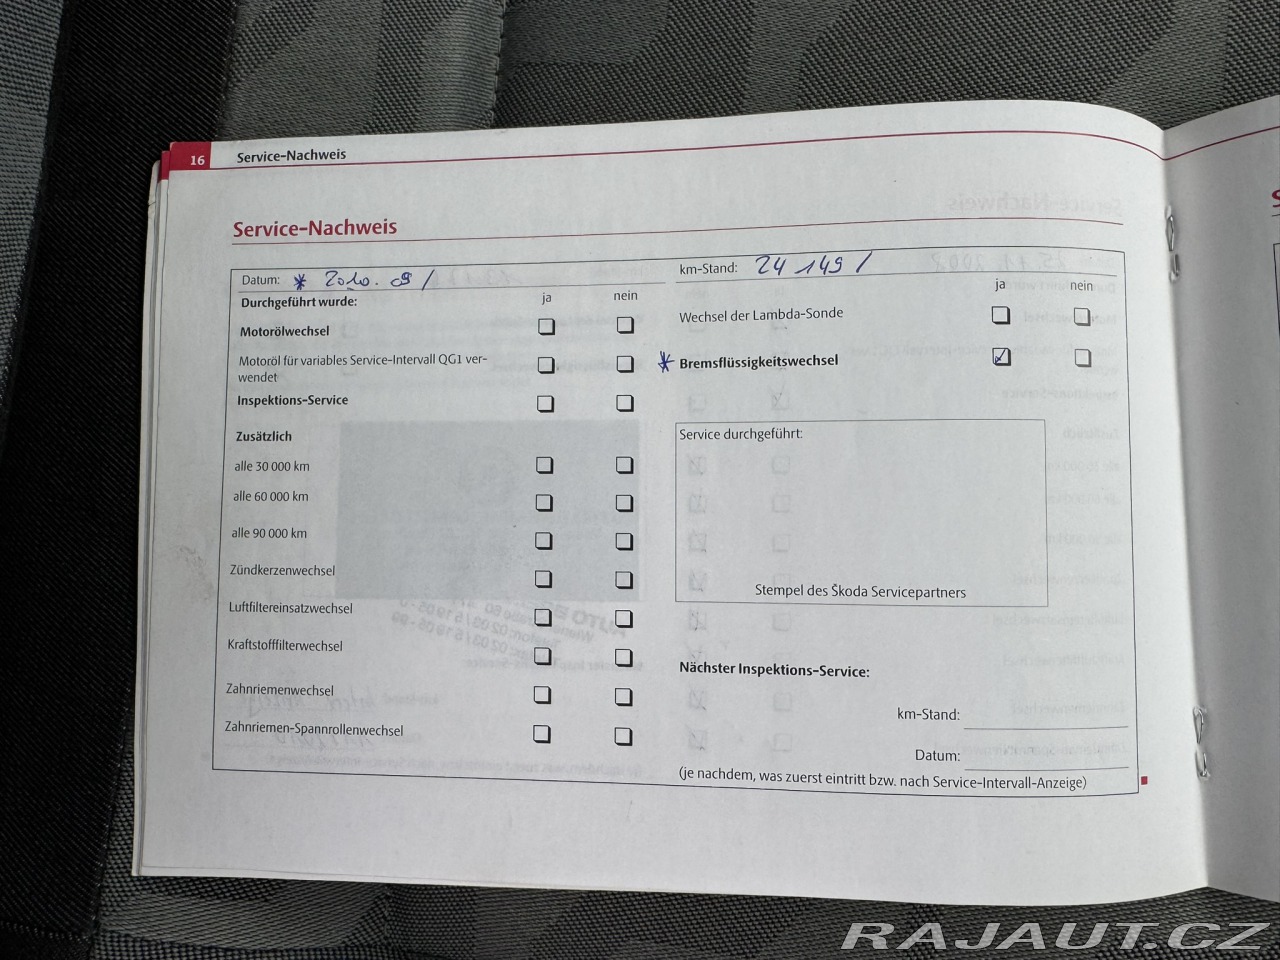 16 Service-Nachweis
Service-Nachweis
Datum: * 2010. 09 /
km-Stand: 24 149 /
Durchgeführt wurde: ja nein
Motorölwechsel
Motoröl für variables Service-Intervall QG1 ver-
wendet
Inspektions-Service
Zusätzlich
alle 30 000 km
alle 60 000 km
alle 90 000 km
Zündkerzenwechsel
Luftfiltereinsatzwechsel
Kraftstofffilterwechsel
Zahnriemenwechsel
Zahnriemen-Spannrollenwechsel
ja nein
Wechsel der Lambda-Sonde
* Bremsflüssigkeitswechsel
Service durchgeführt:
Stempel des Škoda Servicepartners
Nächster Inspektions-Service:
km-Stand:
Datum:
(je nachdem, was zuerst eintritt bzw. nach Service-Intervall-Anzeige)
RAJAUT.CZ